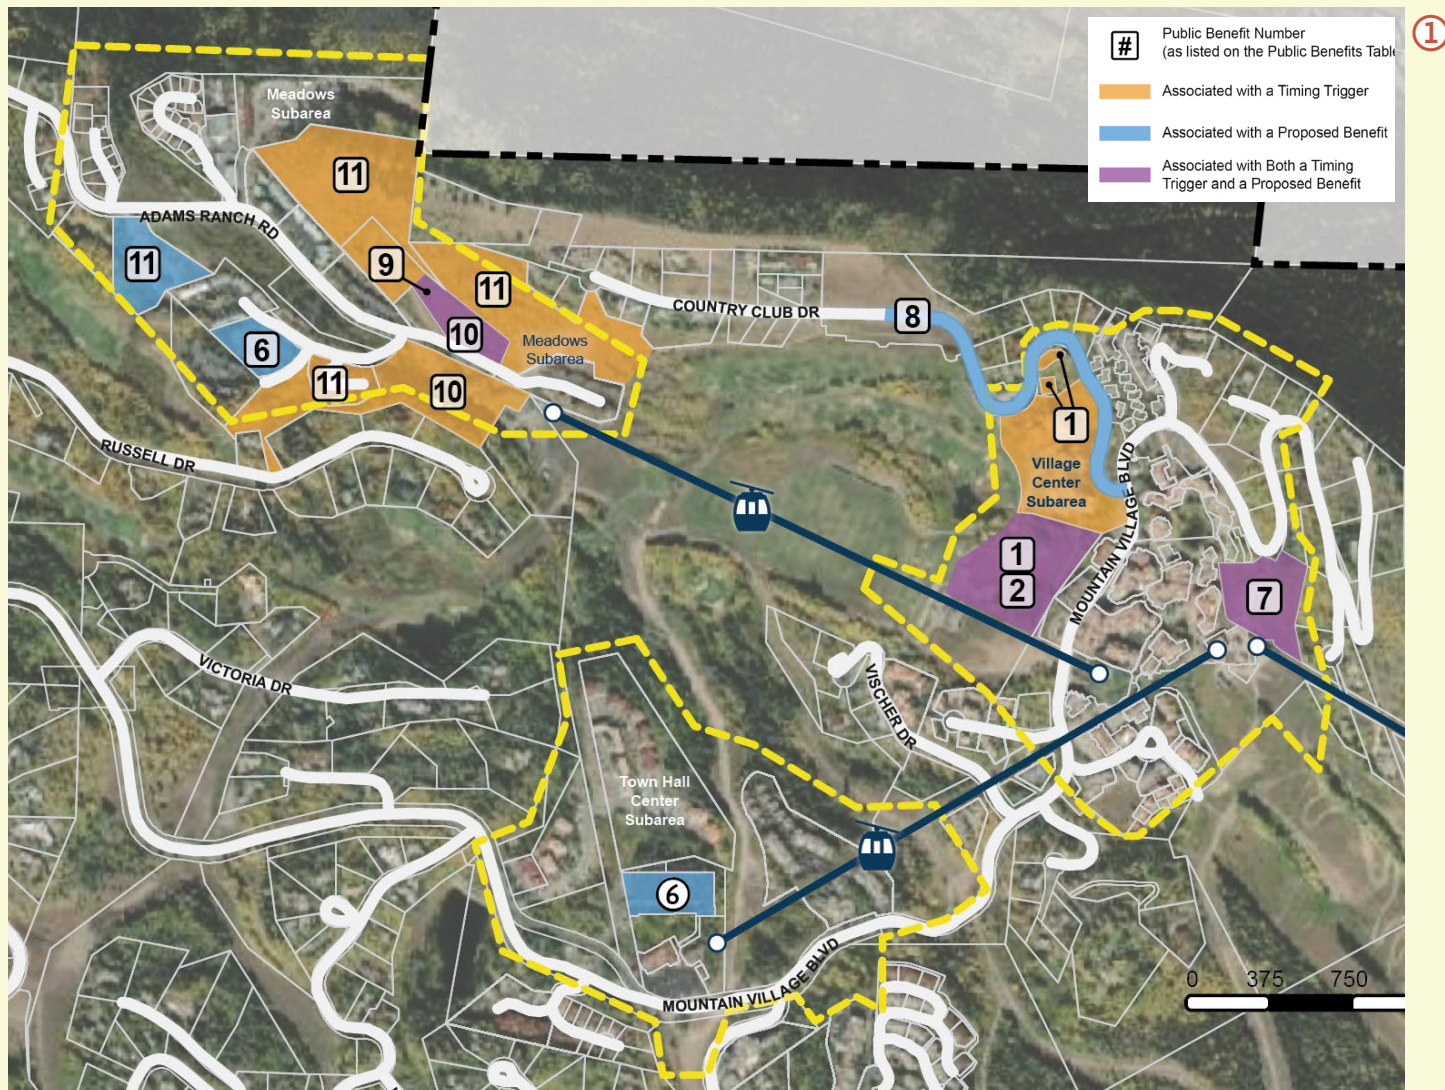 ①
#
Public Benefit Number
(as listed on the Public Benefits Table
Associated with a Timing Trigger
Associated with a Proposed Benefit
Associated with Both a Timing
Trigger and a Proposed Benefit
Meadows
Subarea
11
ADAMS RANCH RD
11
9
11
10
Meadows
Subarea
6
11
10
RUSSELL DR
COUNTRY CLUB DR
8
1
Village
Center
Subarea
MOUNTAIN VILLAGE BLVD
1
2
7
VICTORIA DR
VISCHER DR
Town Hall
Center
Subarea
6
MOUNTAIN VILLAGE BLVD
0 375 750